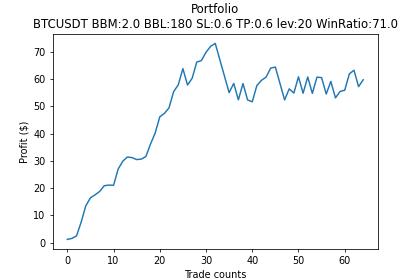 Portfolio
BTCUSDT BBM:2.0 BBL:180 SL:0.6 TP:0.6 lev:20 WinRatio:71.0
70
60
50
40
30
20
10
0
Profit ($)
0 10 20 30 40 50 60
Trade counts